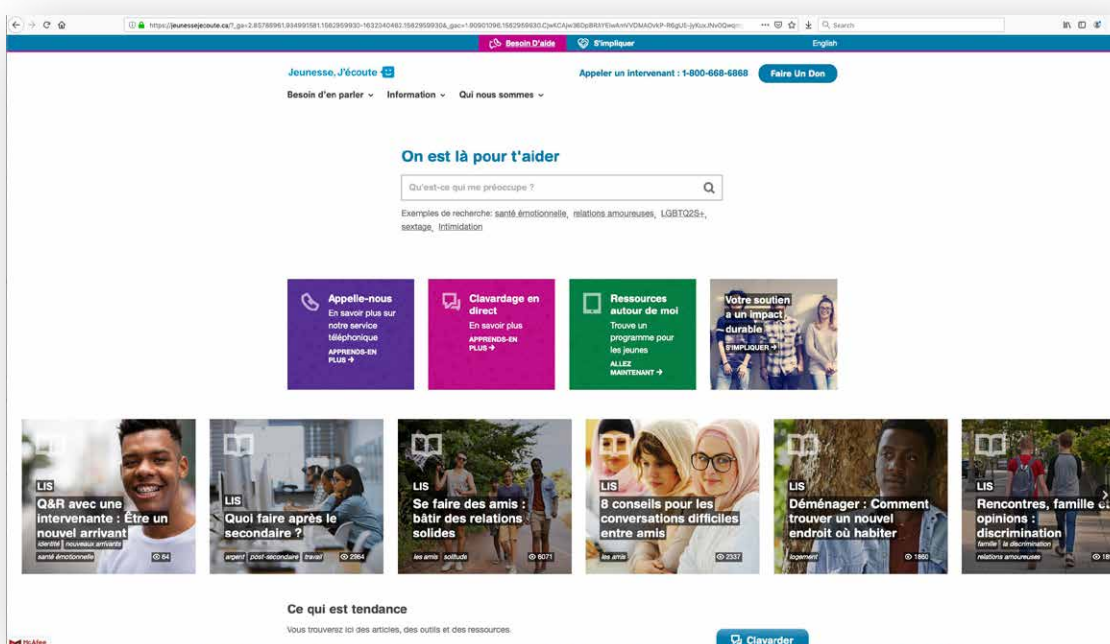 Search
Besoin D'aide
S'impliquer
English
Jeunesse, J'écoute
Appeler un intervenant : 1-800-668-6868
Faire Un Don
Besoin d'en parler
Information
Qui nous sommes
On est là pour t'aider
Qu'est-ce qui me préoccupe ?
Exemples de recherche: santé émotionnelle, relations amoureuses, LGBTQ2S+,
sextage, Intimidation
Appelle-nous
En savoir plus sur
notre service
téléphonique
APPRENDS-EN
PLUS →
Clavardage en
direct
En savoir plus
APPRENDS-EN
PLUS →
Ressources
autour de moi
Trouve un
programme pour
les jeunes
ALLEZ
MAINTENANT →
Votre soutien
a un impact
durable
S'IMPLIQUER →
LIS
Q&R avec une
intervenante : Être un
nouvel arrivant
identité nouveaux arrivants
santé émotionnelle
64
LIS
Quoi faire après le
secondaire ?
argent post-secondaire travail
2964
LIS
Se faire des amis :
bâtir des relations
solides
les amis solitude
6071
LIS
8 conseils pour les
conversations difficiles
entre amis
les amis
2337
LIS
Déménager : Comment
trouver un nouvel
endroit où habiter
logement
1860
LIS
Rencontres, famille et
opinions :
discrimination
famille la discrimination
relations amoureuses
Ce qui est tendance
Vous trouverez ici des articles, des outils et des ressources.
Clavarder
McAfee